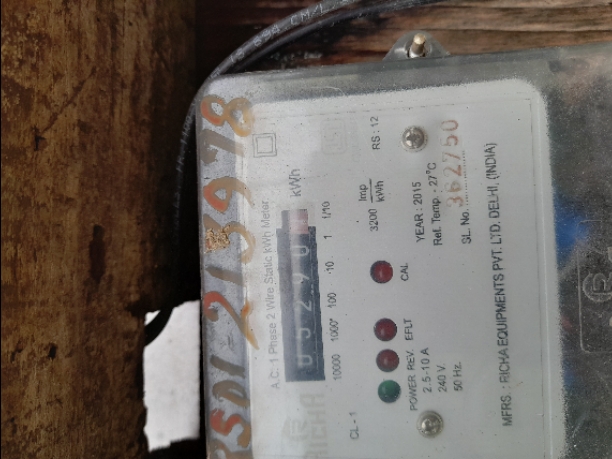 RSDI 213978
A.C. 1 Phase 2 Wire Static kWh Meter
kWh
10000 1000 100 10 1 1/10
RICHA
CL - 1
3200 Imp
kWh
RS : 12
POWER REV. EFLT
CAL
2.5-10 A
240 V
50 Hz.
YEAR : 2015
Ref. Temp. : 27°C
SL. No. 362750
MFRS. : RICHA EQUIPMENTS PVT. LTD. DELHI, (INDIA)